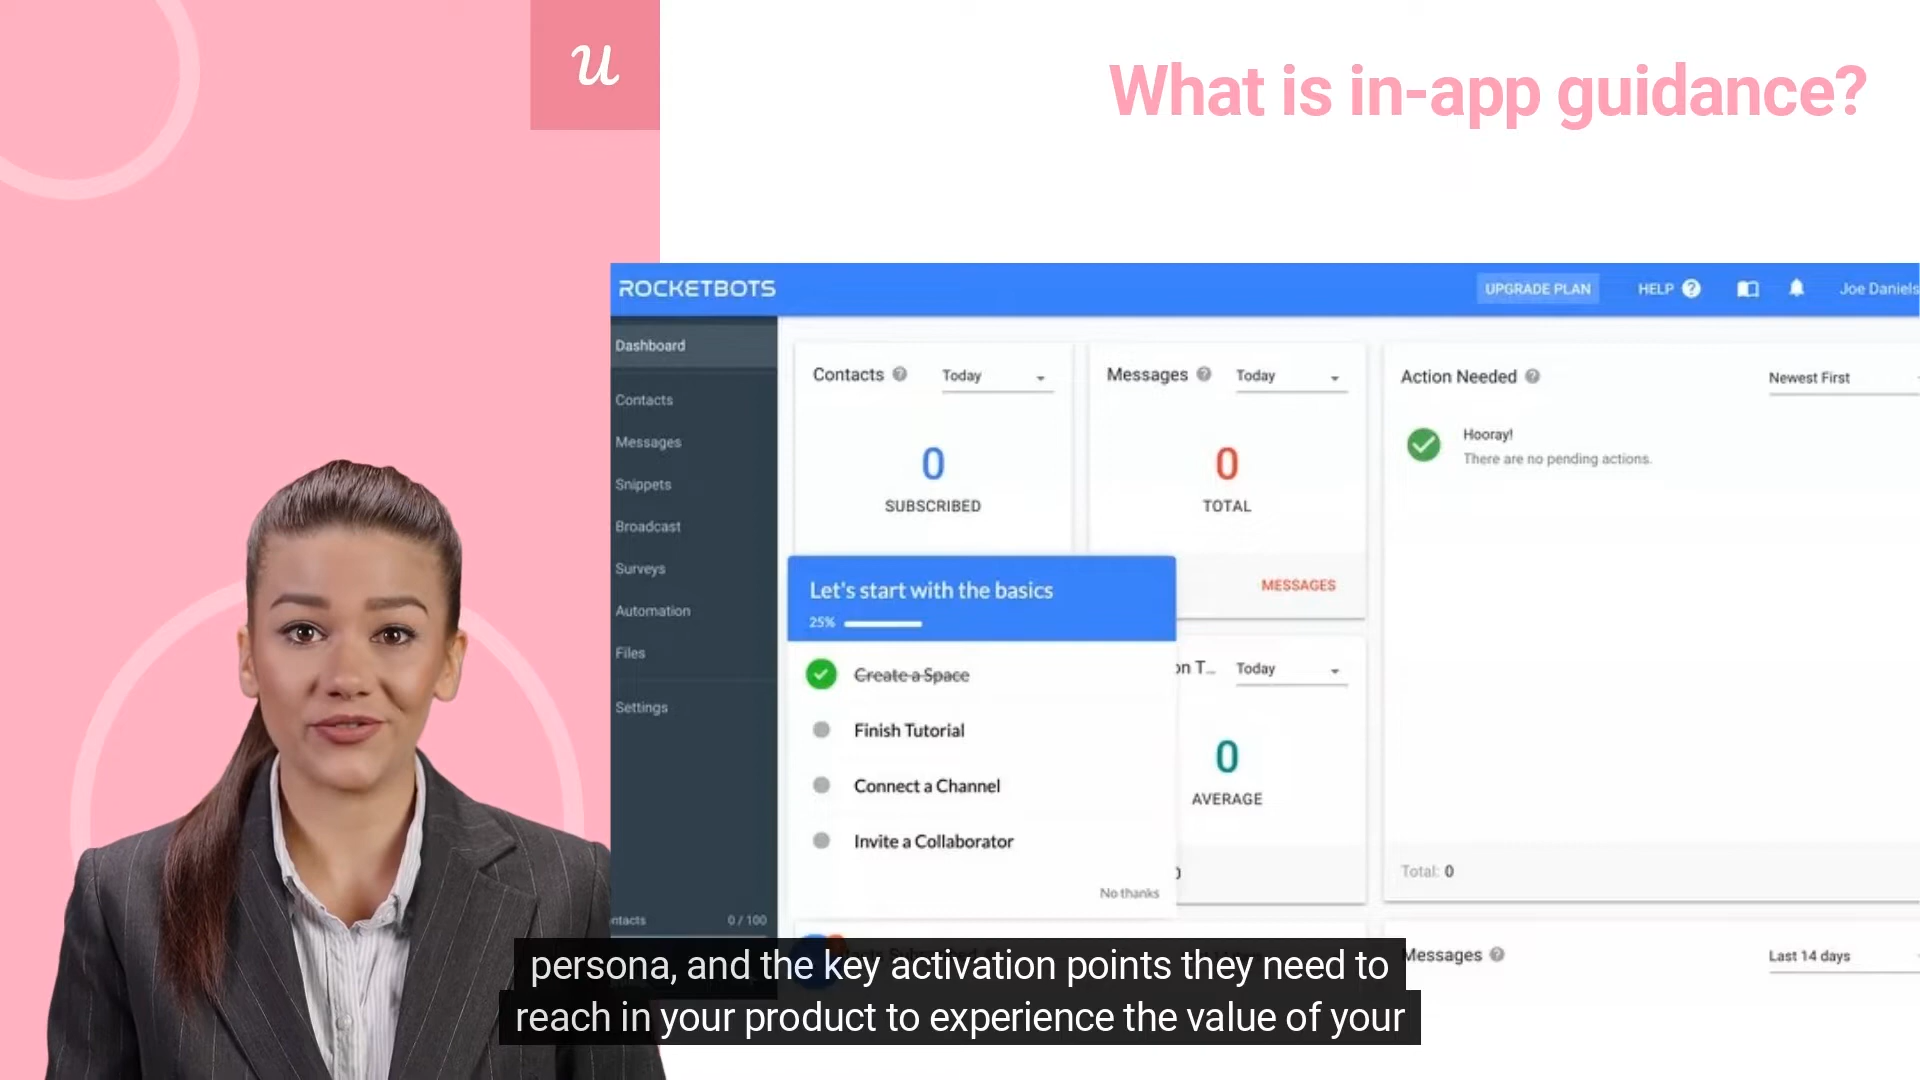 u
What is in-app guidance?
ROCKETBOTS
UPGRADE PLAN
HELP
Joe Daniels
Dashboard
Contacts
Messages
Snippets
Broadcast
Surveys
Automation
Files
Settings
0 / 100
Contacts
Today
0
SUBSCRIBED
Messages
Today
0
TOTAL
MESSAGES
Action Needed
Newest First
Hooray!
There are no pending actions.
Total: 0
Let's start with the basics
25%
Create a Space
Finish Tutorial
Connect a Channel
Invite a Collaborator
No thanks
Today
0
AVERAGE
Messages
Last 14 days
persona, and the key activation points they need to
reach in your product to experience the value of your